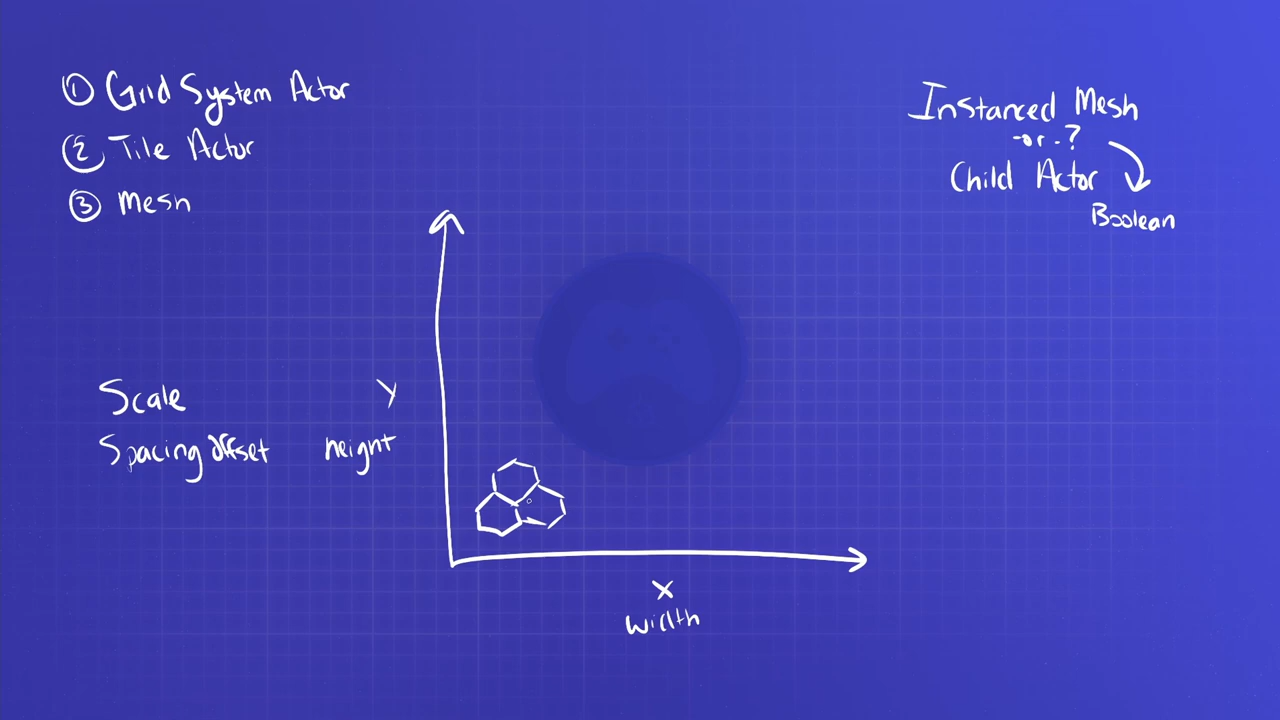 ① Grid System Actor
② Tile Actor
③ Mesh
Instanced Mesh
-or-?
Child Actor
Boolean
Scale
Spacing offset
Y
height
X
width